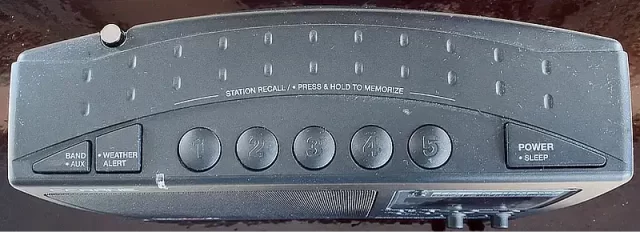 STATION RECALL / • PRESS & HOLD TO MEMORIZE
BAND
• AUX
• WEATHER
ALERT
1 2 3 4 5
POWER
• SLEEP